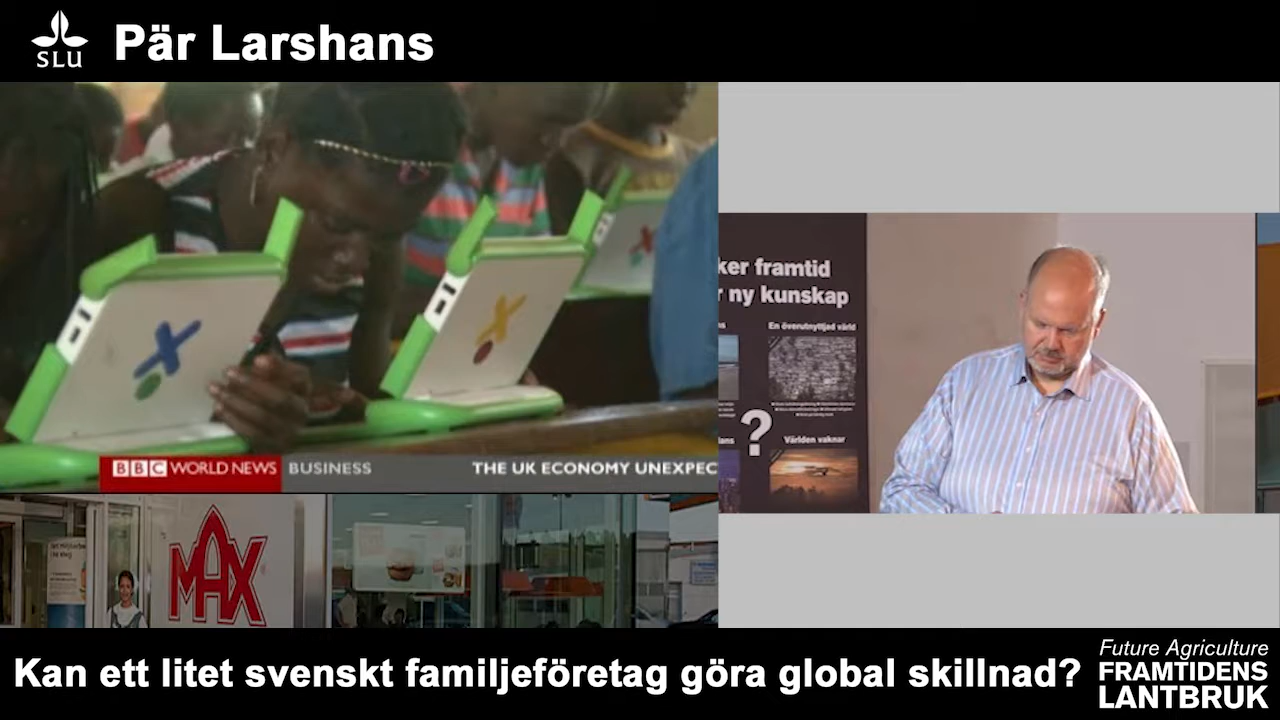 SLU
Pär Larshans
BBC WORLD NEWS BUSINESS THE UK ECONOMY UNEXPEC
MAX
ker framtid
r ny kunskap
En överutnyttjad värld
?
Världen vaknar
Kan ett litet svenskt familjeföretag göra global skillnad?
Future Agriculture
FRAMTIDENS
LANTBRUK